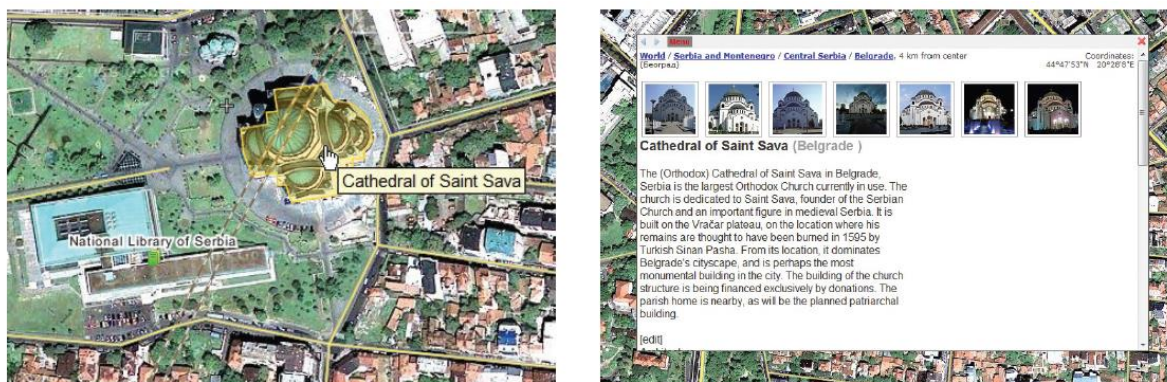 Cathedral of Saint Sava
National Library of Serbia
Menu
World / Serbia and Montenegro / Central Serbia / Belgrade, 4 km from center
Coordinates:
(Београд)
44°47'53"N 20°28'8"E
Cathedral of Saint Sava (Belgrade )
The (Orthodox) Cathedral of Saint Sava in Belgrade,
Serbia is the largest Orthodox Church currently in use. The
church is dedicated to Saint Sava, founder of the Serbian
Church and an important figure in medieval Serbia. It is
built on the Vračar plateau, on the location where his
remains are thought to have been burned in 1595 by
Turkish Sinan Pasha. From its location, it dominates
Belgrade's cityscape, and is perhaps the most
monumental building in the city. The building of the church
structure is being financed exclusively by donations. The
parish home is nearby, as will be the planned patriarchal
building.
[edit]